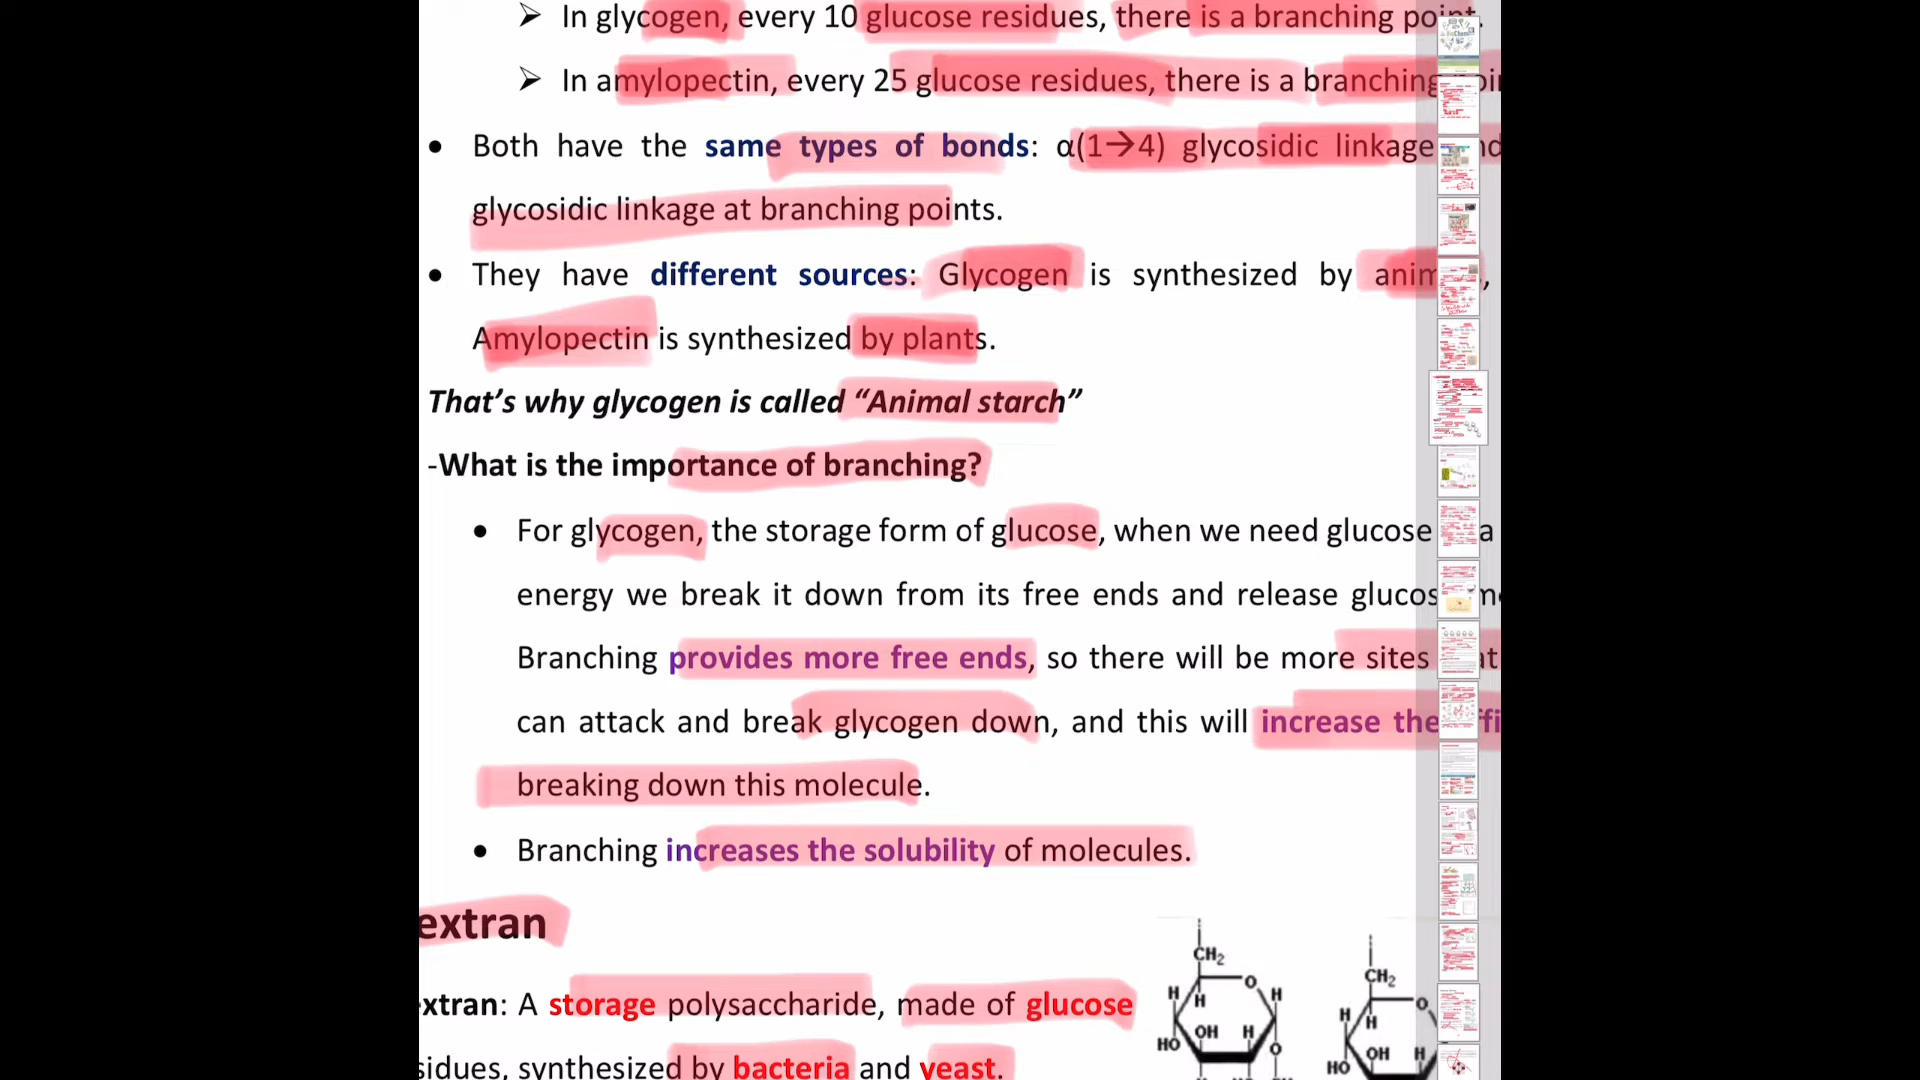 ➢ In glycogen, every 10 glucose residues, there is a branching point.
➢ In amylopectin, every 25 glucose residues, there is a branching
• Both have the same types of bonds: α(1→4) glycosidic linkage
glycosidic linkage at branching points.
• They have different sources: Glycogen is synthesized by
Amylopectin is synthesized by plants.
That's why glycogen is called “Animal starch”
-What is the importance of branching?
• For glycogen, the storage form of glucose, when we need glucose
energy we break it down from its free ends and release
Branching provides more free ends, so there will be more sites
can attack and break glycogen down, and this will increase the
breaking down this molecule.
• Branching increases the solubility of molecules.
extran
extran: A storage polysaccharide, made of glucose
sidues, synthesized by bacteria and yeast.
CH2
O
H
H
H
OH
H
HO
O
CH2
O
H
H
OH
H
HO